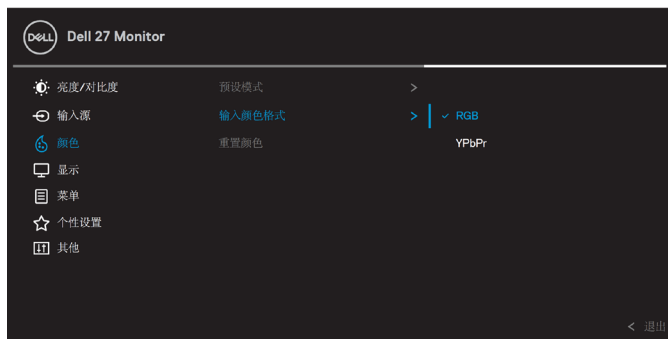 DELL Dell 27 Monitor
亮度/对比度 预设模式 >
输入源 输入颜色格式 > ✓ RGB
颜色 重置颜色 YPbPr
显示
菜单
个性设置
其他
< 退出